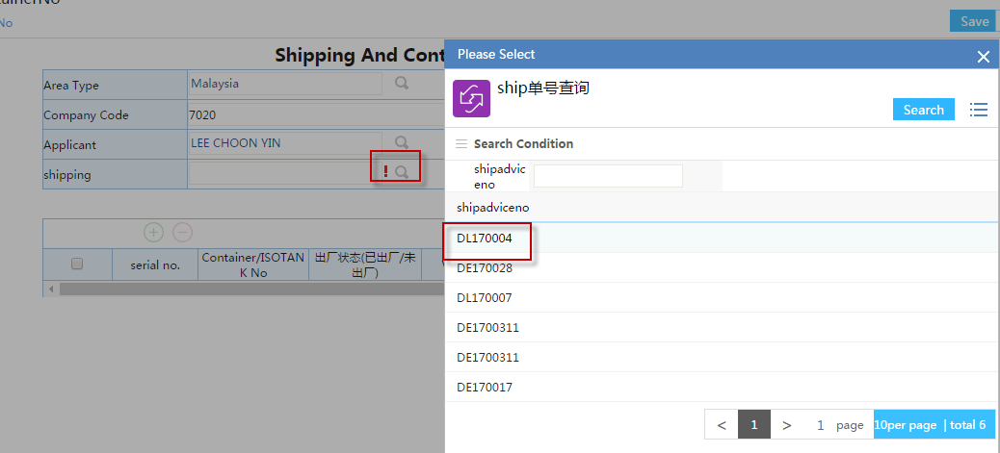 No
Save
Shipping And Cont
Area Type
Malaysia
Company Code
7020
Applicant
LEE CHOON YIN
shipping
!
serial no.
Container/ISOTAN
K No
出厂状态(已出厂/未
出厂)
Please Select
ship单号查询
Search
Search Condition
shipadvic
eno
shipadviceno
DL170004
DE170028
DL170007
DE1700311
DE1700311
DE170017
< 1 > 1 page 10per page | total 6